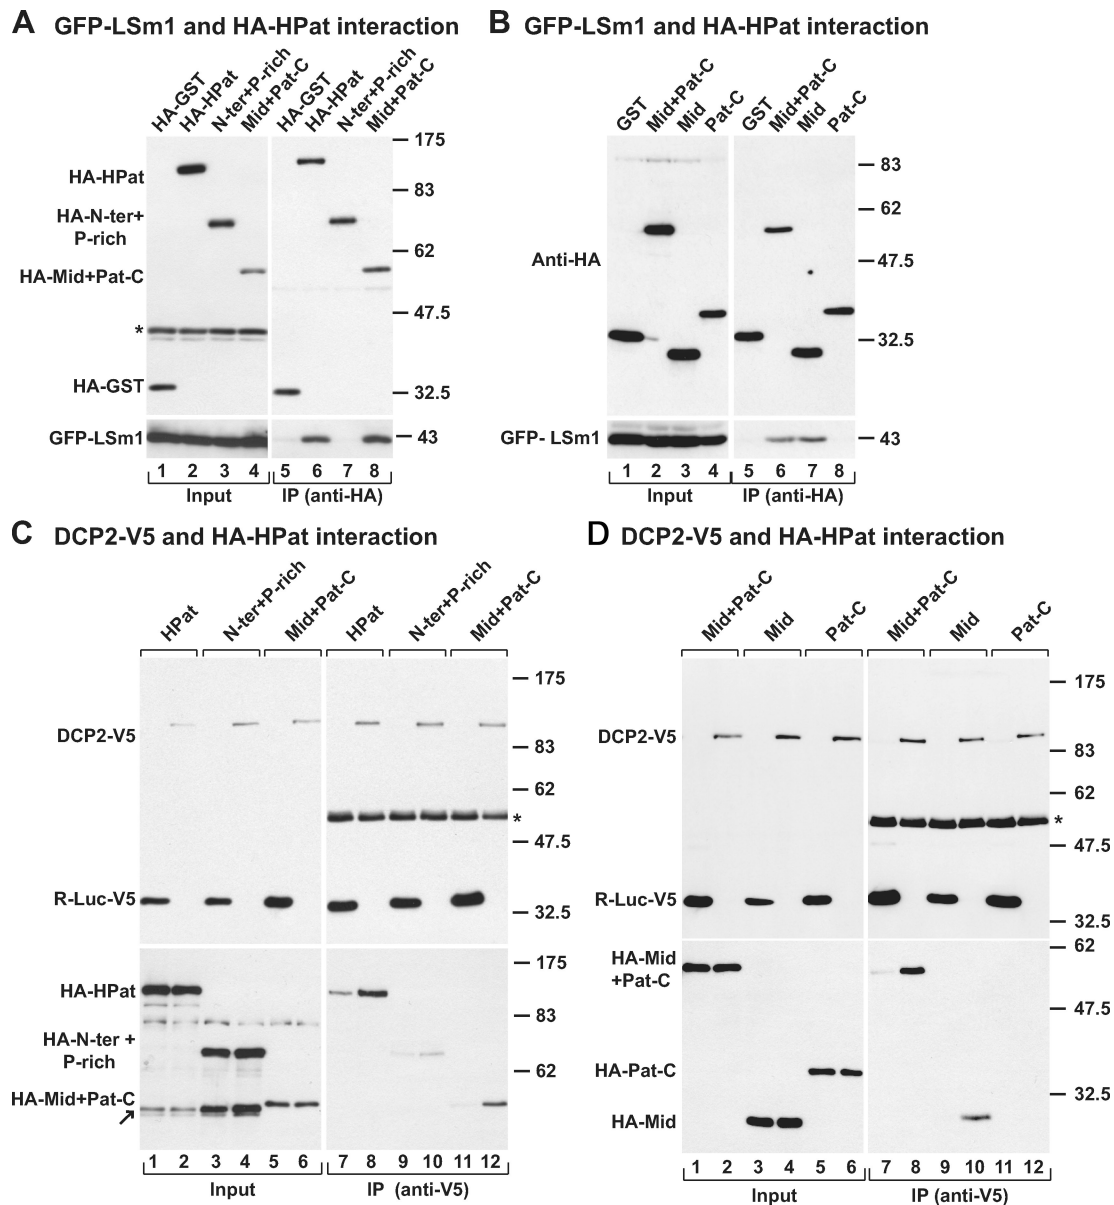 A GFP-LSm1 and HA-HPat interaction
HA-GST
HA-HPat
N-ter+P-rich
Mid+Pat-C
HA-GST
HA-HPat
N-ter+P-rich
Mid+Pat-C
175
HA-HPat
83
HA-N-ter+
P-rich
62
HA-Mid+Pat-C
47.5
*
HA-GST
32.5
GFP-LSm1
43
1 2 3 4 5 6 7 8
Input IP (anti-HA)
B GFP-LSm1 and HA-HPat interaction
GST
Mid+Pat-C
Mid
Pat-C
GST
Mid+Pat-C
Mid
Pat-C
83
62
Anti-HA
47.5
32.5
GFP- LSm1
43
1 2 3 4 5 6 7 8
Input IP (anti-HA)
C DCP2-V5 and HA-HPat interaction
HPat
N-ter+P-rich
Mid+Pat-C
HPat
N-ter+P-rich
Mid+Pat-C
175
DCP2-V5
83
62
*
47.5
R-Luc-V5
32.5
175
HA-HPat
83
HA-N-ter +
P-rich
62
HA-Mid+Pat-C
1 2 3 4 5 6 7 8 9 10 11 12
Input IP (anti-V5)
D DCP2-V5 and HA-HPat interaction
Mid+Pat-C
Mid
Pat-C
Mid+Pat-C
Mid
Pat-C
175
DCP2-V5
83
62
*
47.5
R-Luc-V5
32.5
62
HA-Mid
+Pat-C
47.5
HA-Pat-C
32.5
HA-Mid
1 2 3 4 5 6 7 8 9 10 11 12
Input IP (anti-V5)